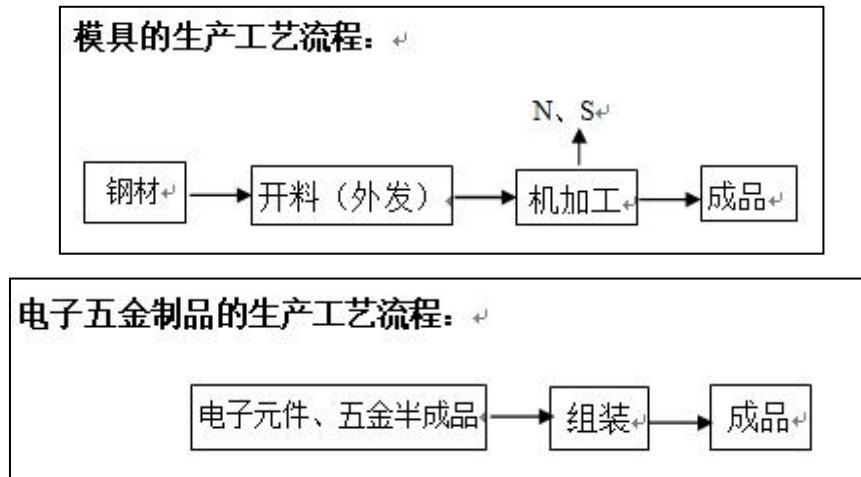 模具的生产工艺流程：
N、S
钢材 开料（外发） 机加工 成品
电子五金制品的生产工艺流程：
电子元件、五金半成品 组装 成品